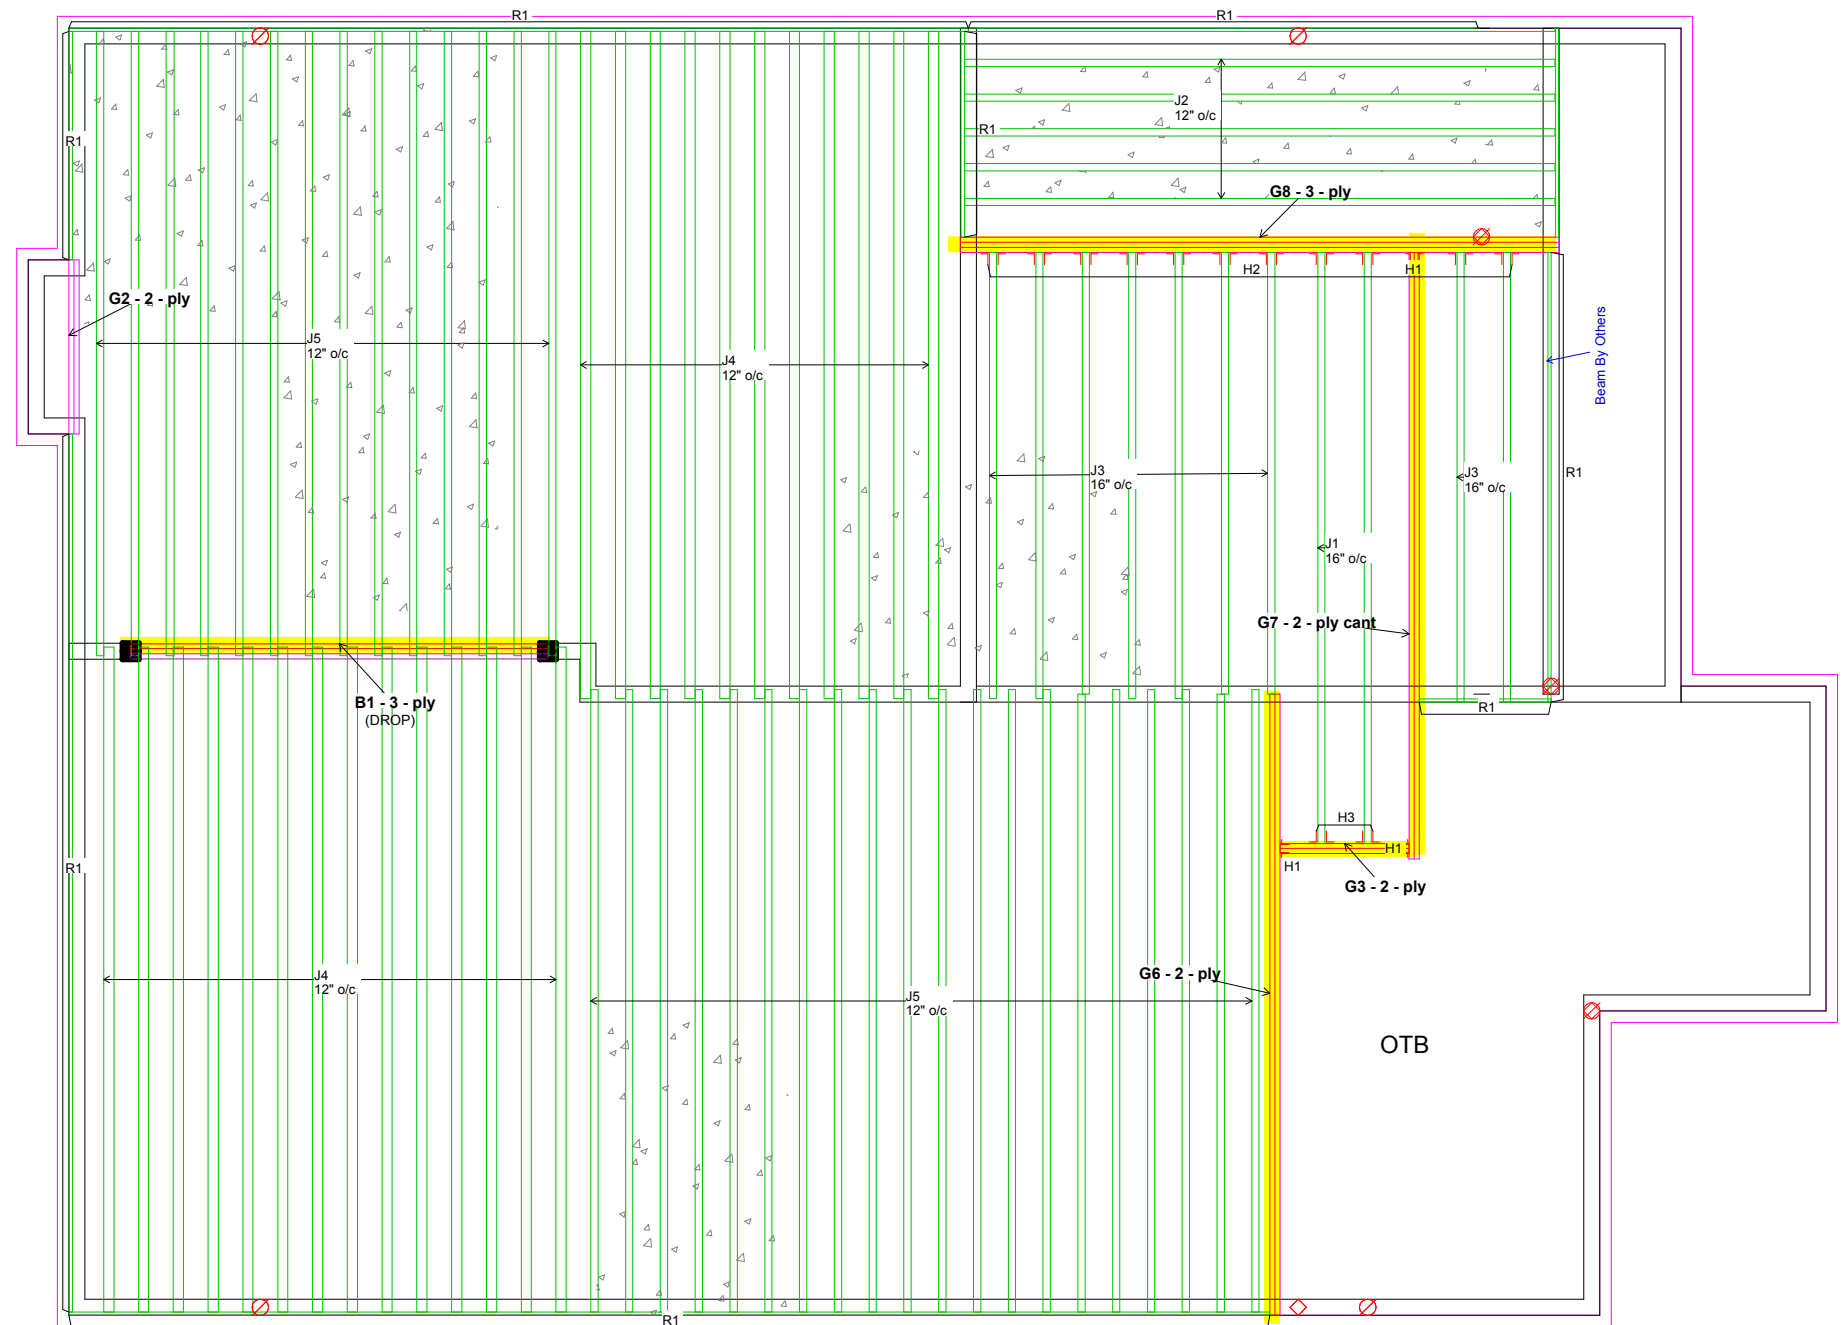 R1
R1
J2
12" o/c
R1
R1
G8 - 3 - ply
H2
H1
G2 - 2 - ply
Beam By Others
J5
12" o/c
J4
12" o/c
J3
16" o/c
J3
16" o/c
R1
J1
16" o/c
G7 - 2 - ply cant
B1 - 3 - ply
(DROP)
R1
H3
H1
R1
H1
G3 - 2 - ply
J4
12" o/c
G6 - 2 - ply
J5
12" o/c
OTB
R1